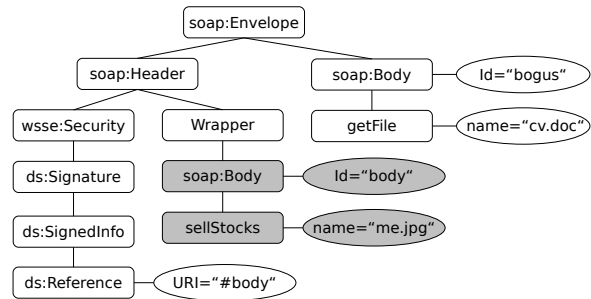 soap:Envelope
soap:Header
soap:Body
Id=“bogus“
wsse:Security
Wrapper
getFile
name=“cv.doc“
ds:Signature
soap:Body
Id=“body“
ds:SignedInfo
sellStocks
name=“me.jpg“
ds:Reference
URI=“#body“